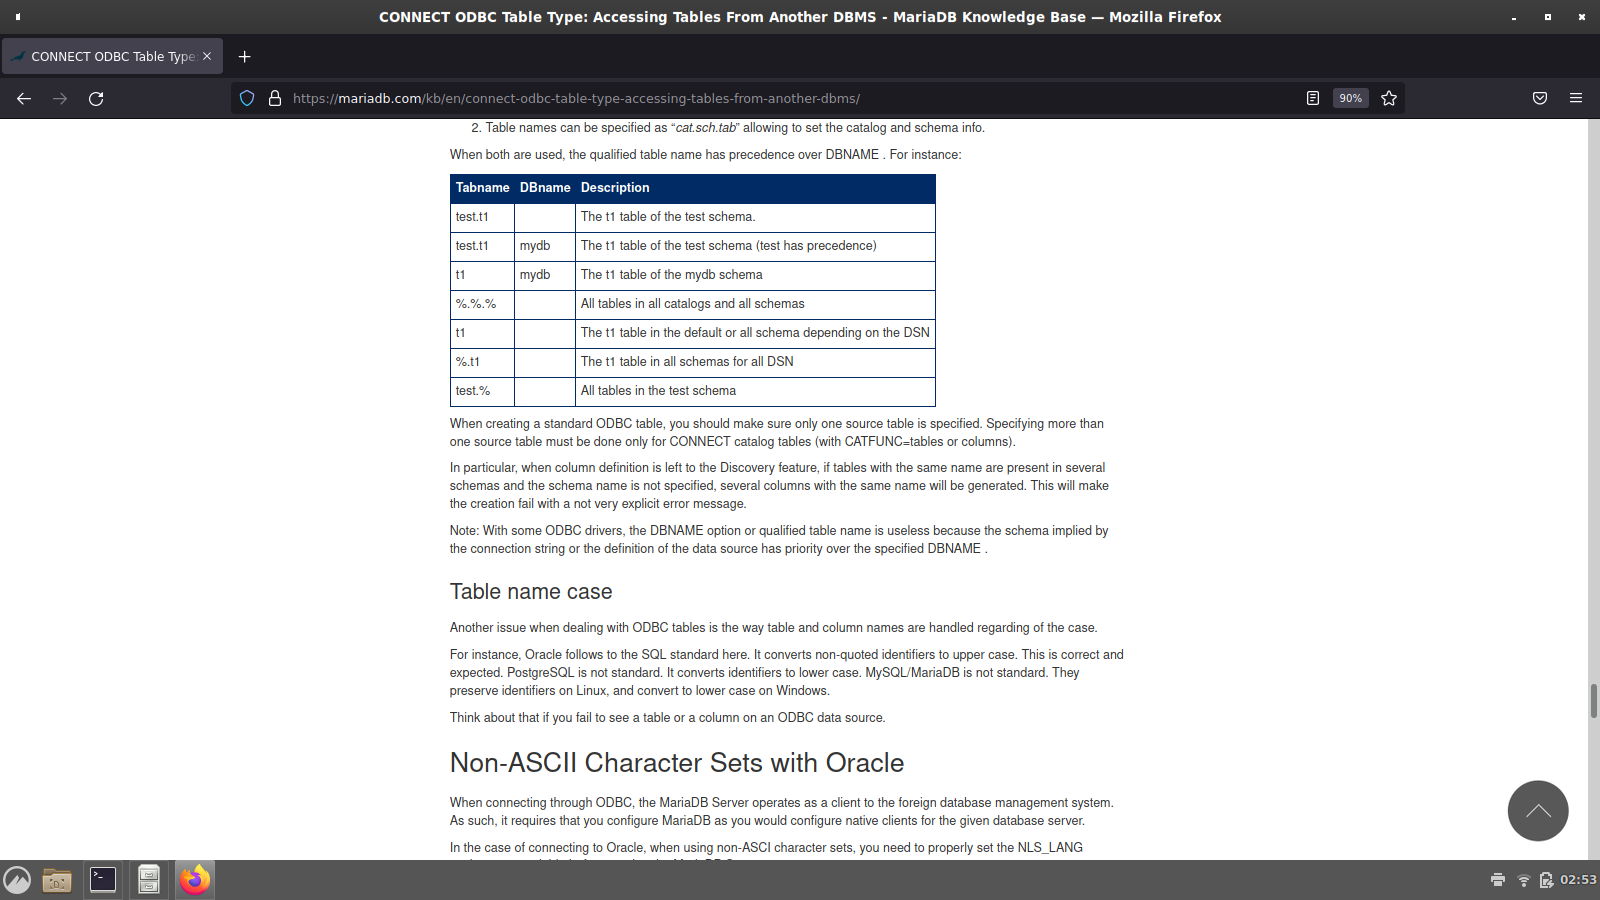 CONNECT ODBC Table Type: Accessing Tables From Another DBMS - MariaDB Knowledge Base — Mozilla Firefox
CONNECT ODBC Table Type:
https://mariadb.com/kb/en/connect-odbc-table-type-accessing-tables-from-another-dbms/
90%
2. Table names can be specified as “cat.sch.tab” allowing to set the catalog and schema info.
When both are used, the qualified table name has precedence over DBNAME . For instance:
Tabname DBname Description
test.t1 The t1 table of the test schema.
test.t1 mydb The t1 table of the test schema (test has precedence)
t1 mydb The t1 table of the mydb schema
%.%.% All tables in all catalogs and all schemas
t1 The t1 table in the default or all schema depending on the DSN
%.t1 The t1 table in all schemas for all DSN
test.% All tables in the test schema
When creating a standard ODBC table, you should make sure only one source table is specified. Specifying more than
one source table must be done only for CONNECT catalog tables (with CATFUNC=tables or columns).
In particular, when column definition is left to the Discovery feature, if tables with the same name are present in several
schemas and the schema name is not specified, several columns with the same name will be generated. This will make
the creation fail with a not very explicit error message.
Note: With some ODBC drivers, the DBNAME option or qualified table name is useless because the schema implied by
the connection string or the definition of the data source has priority over the specified DBNAME .
Table name case
Another issue when dealing with ODBC tables is the way table and column names are handled regarding of the case.
For instance, Oracle follows to the SQL standard here. It converts non-quoted identifiers to upper case. This is correct and
expected. PostgreSQL is not standard. It converts identifiers to lower case. MySQL/MariaDB is not standard. They
preserve identifiers on Linux, and convert to lower case on Windows.
Think about that if you fail to see a table or a column on an ODBC data source.
Non-ASCII Character Sets with Oracle
When connecting through ODBC, the MariaDB Server operates as a client to the foreign database management system.
As such, it requires that you configure MariaDB as you would configure native clients for the given database server.
In the case of connecting to Oracle, when using non-ASCI character sets, you need to properly set the NLS_LANG
02:53